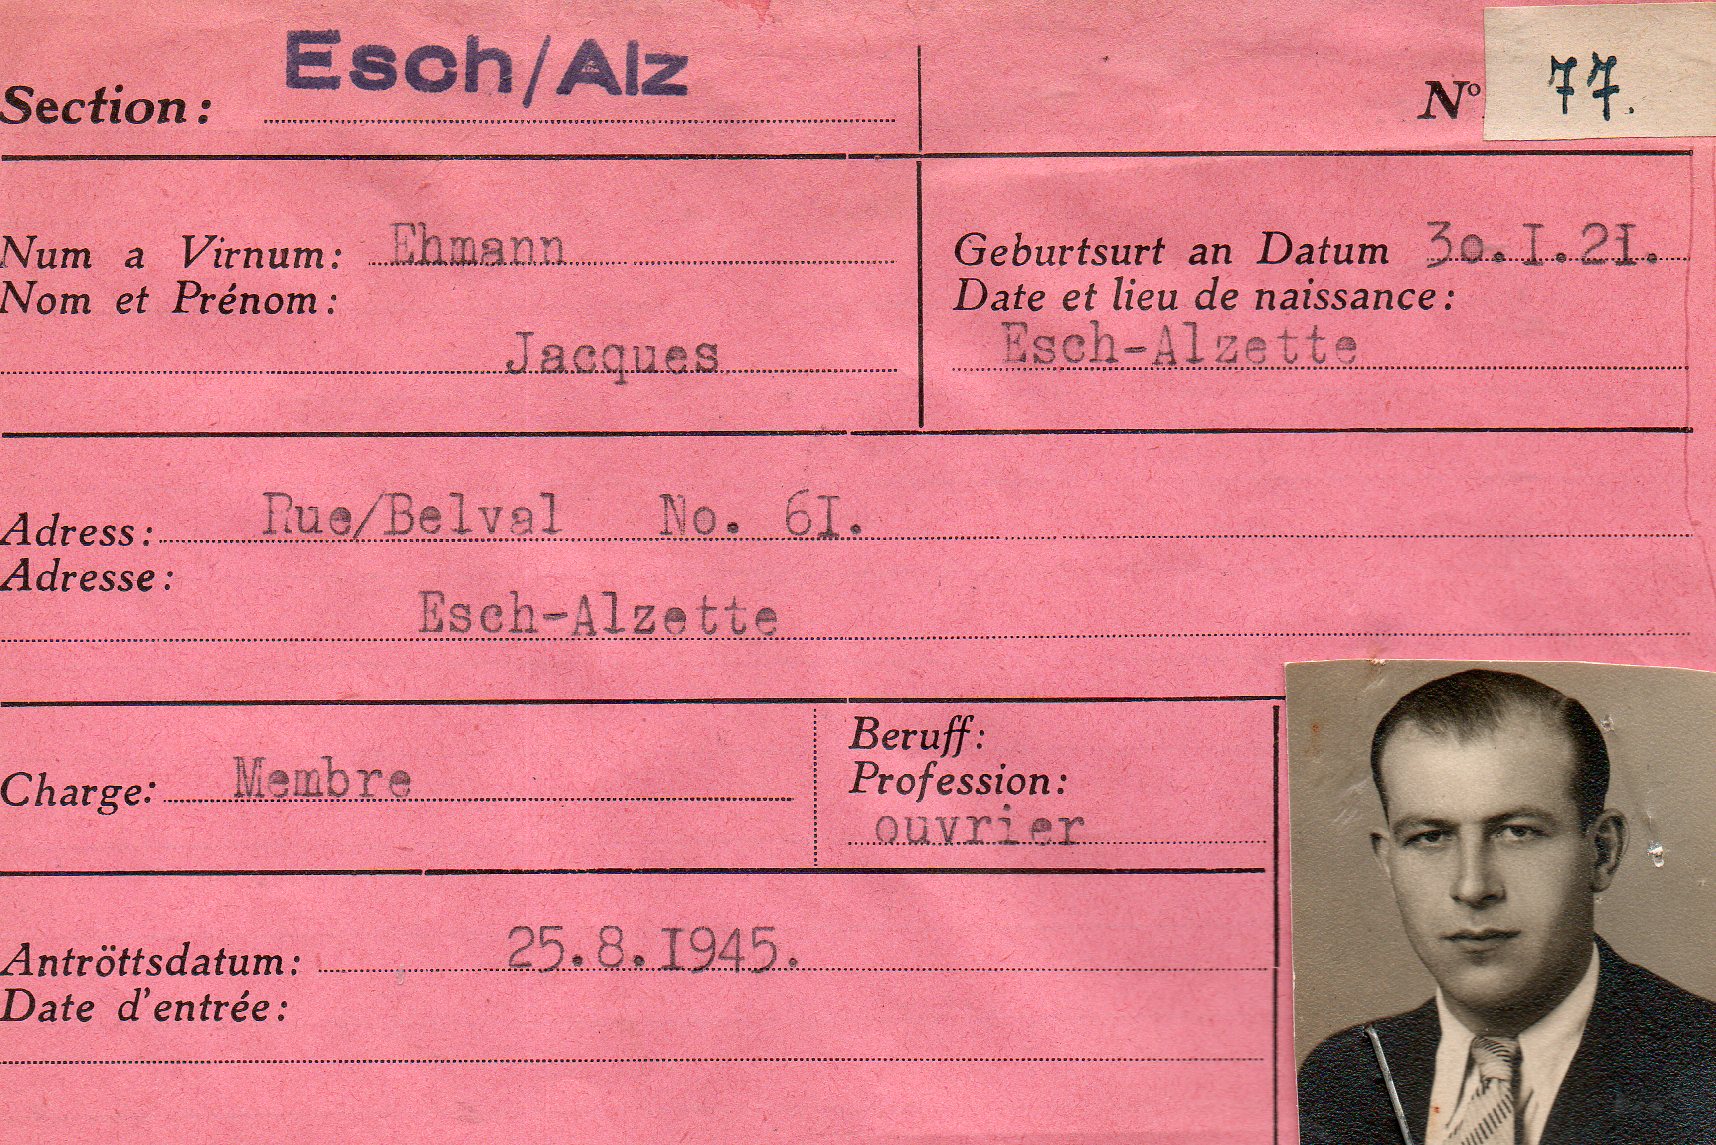 Section: Esch/Alz
N° 77.
Num a Virnum: Ehmann
Nom et Prénom:
Jacques
Geburtsurt an Datum 30.I.2I.
Date et lieu de naissance:
Esch-Alzette
Adress: Rue/Belval No. 6I.
Adresse:
Esch-Alzette
Charge: Membre
Beruff:
Profession:
ouvrier
Antröttsdatum: 25.8.I945.
Date d'entrée: